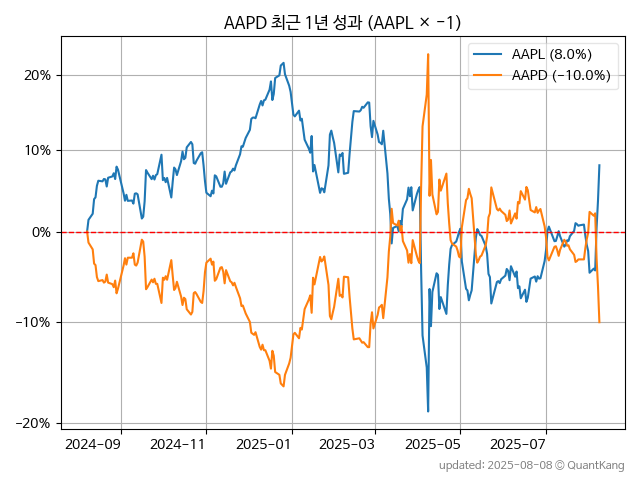 AAPD 최근 1년 성과 (AAPL × −1)
AAPL (8.0%)
AAPD (−10.0%)
20%
10%
0%
−10%
−20%
2024-09
2024-11
2025-01
2025-03
2025-05
2025-07
updated: 2025-08-08 © QuantKang